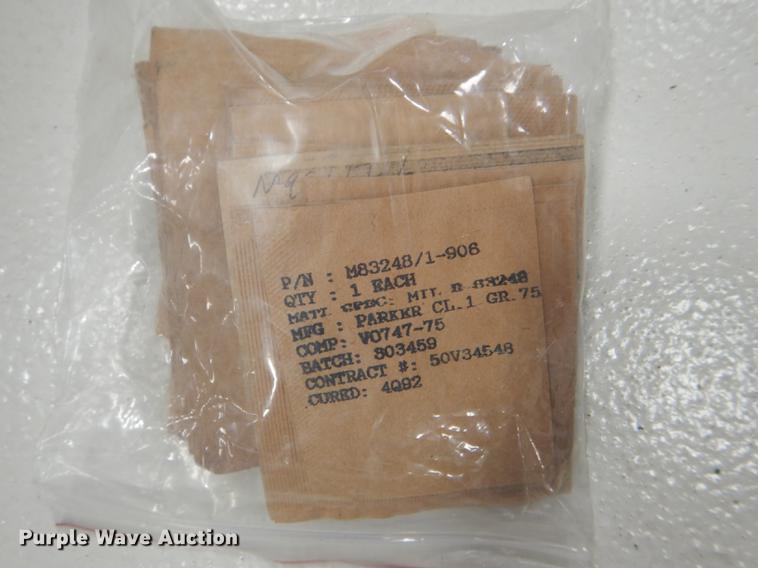 P/N : M83248/1-906
QTY : 1 EACH
MATL SPEC: MIL R 83248
MFG : PARKER CL.1 GR.75
COMP: V0747-75
BATCH: 303459
CONTRACT #: 50V34548
CURED: 4Q92
Purple Wave Auction